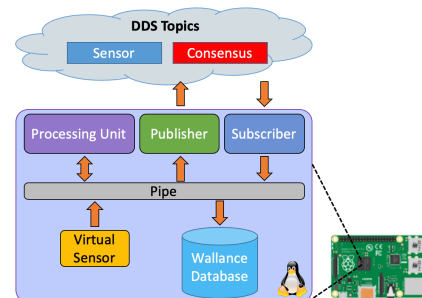 DDS Topics
Sensor
Consensus
Processing Unit
Publisher
Subscriber
Pipe
Virtual
Sensor
Wallance
Database